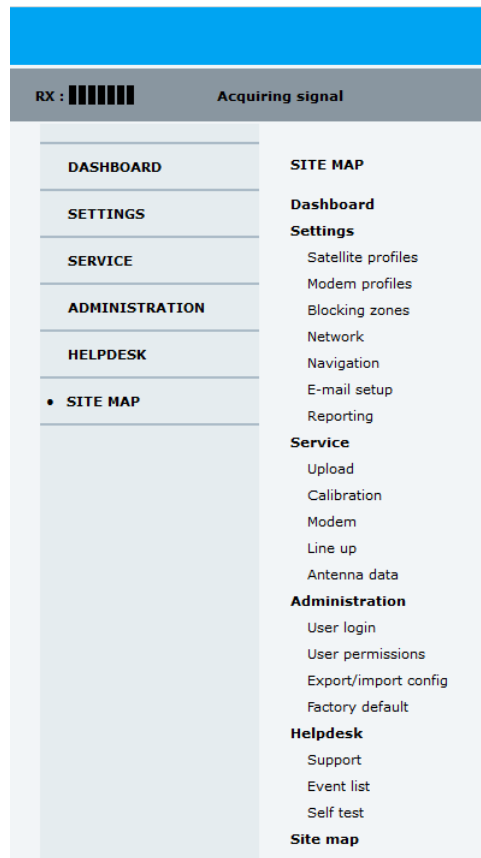 RX :
Acquiring signal
DASHBOARD
SETTINGS
SERVICE
ADMINISTRATION
HELPDESK
• SITE MAP
SITE MAP
Dashboard
Settings
Satellite profiles
Modem profiles
Blocking zones
Network
Navigation
E-mail setup
Reporting
Service
Upload
Calibration
Modem
Line up
Antenna data
Administration
User login
User permissions
Export/import config
Factory default
Helpdesk
Support
Event list
Self test
Site map